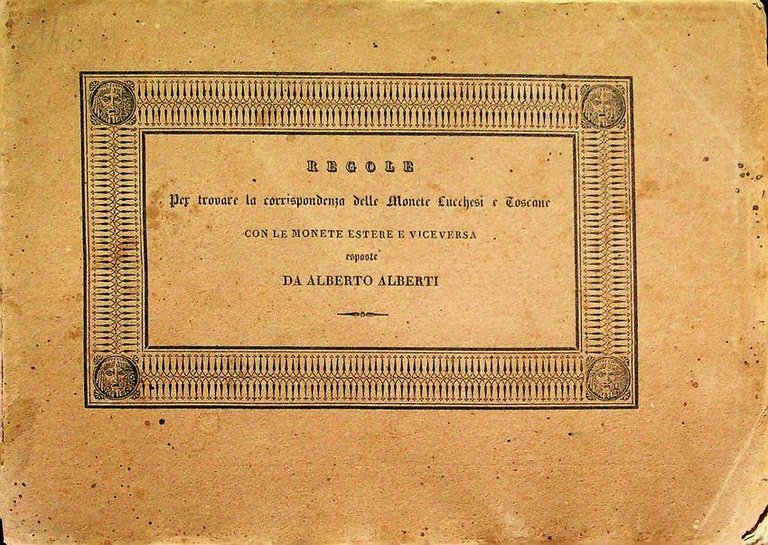 REGOLE
Per trovare la corrispondenza delle Monete Lucchesi e Toscane
CON LE MONETE ESTERE E VICEVERSA
esposte
DA ALBERTO ALBERTI